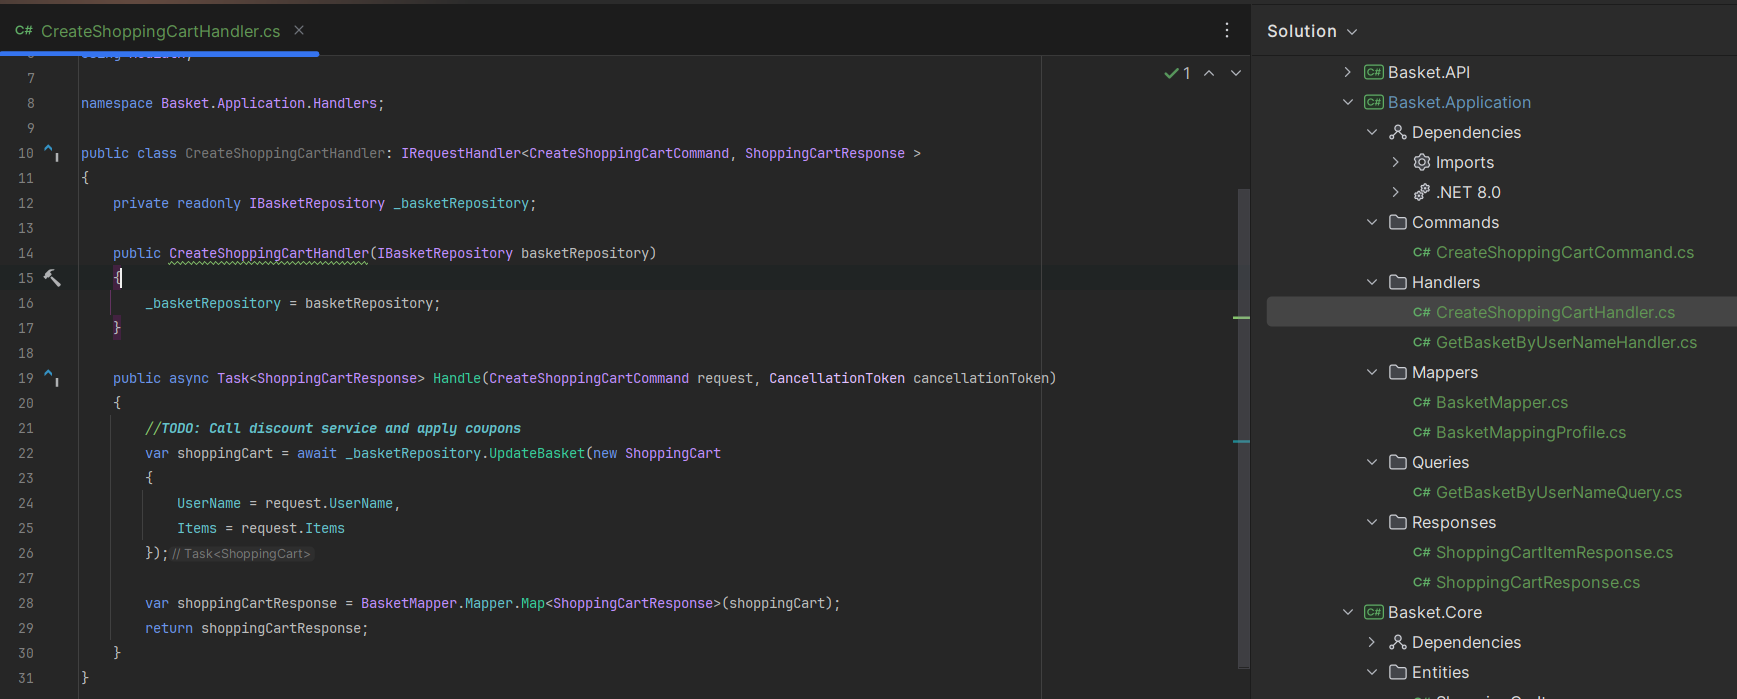 C# CreateShoppingCartHandler.cs
Solution
1
7
8 namespace Basket.Application.Handlers;
9
10 public class CreateShoppingCartHandler: IRequestHandler<CreateShoppingCartCommand, ShoppingCartResponse >
11 {
12 private readonly IBasketRepository _basketRepository;
13
14 public CreateShoppingCartHandler(IBasketRepository basketRepository)
15 {
16 _basketRepository = basketRepository;
17 }
18
19 public async Task<ShoppingCartResponse> Handle(CreateShoppingCartCommand request, CancellationToken cancellationToken)
20 {
21 //TODO: Call discount service and apply coupons
22 var shoppingCart = await _basketRepository.UpdateBasket(new ShoppingCart
23 {
24 UserName = request.UserName,
25 Items = request.Items
26 }); // Task<ShoppingCart>
27
28 var shoppingCartResponse = BasketMapper.Mapper.Map<ShoppingCartResponse>(shoppingCart);
29 return shoppingCartResponse;
30 }
31 }
C# Basket.API
C# Basket.Application
Dependencies
Imports
.NET 8.0
Commands
C# CreateShoppingCartCommand.cs
Handlers
C# CreateShoppingCartHandler.cs
C# GetBasketByUserNameHandler.cs
Mappers
C# BasketMapper.cs
C# BasketMappingProfile.cs
Queries
C# GetBasketByUserNameQuery.cs
Responses
C# ShoppingCartItemResponse.cs
C# ShoppingCartResponse.cs
C# Basket.Core
Dependencies
Entities